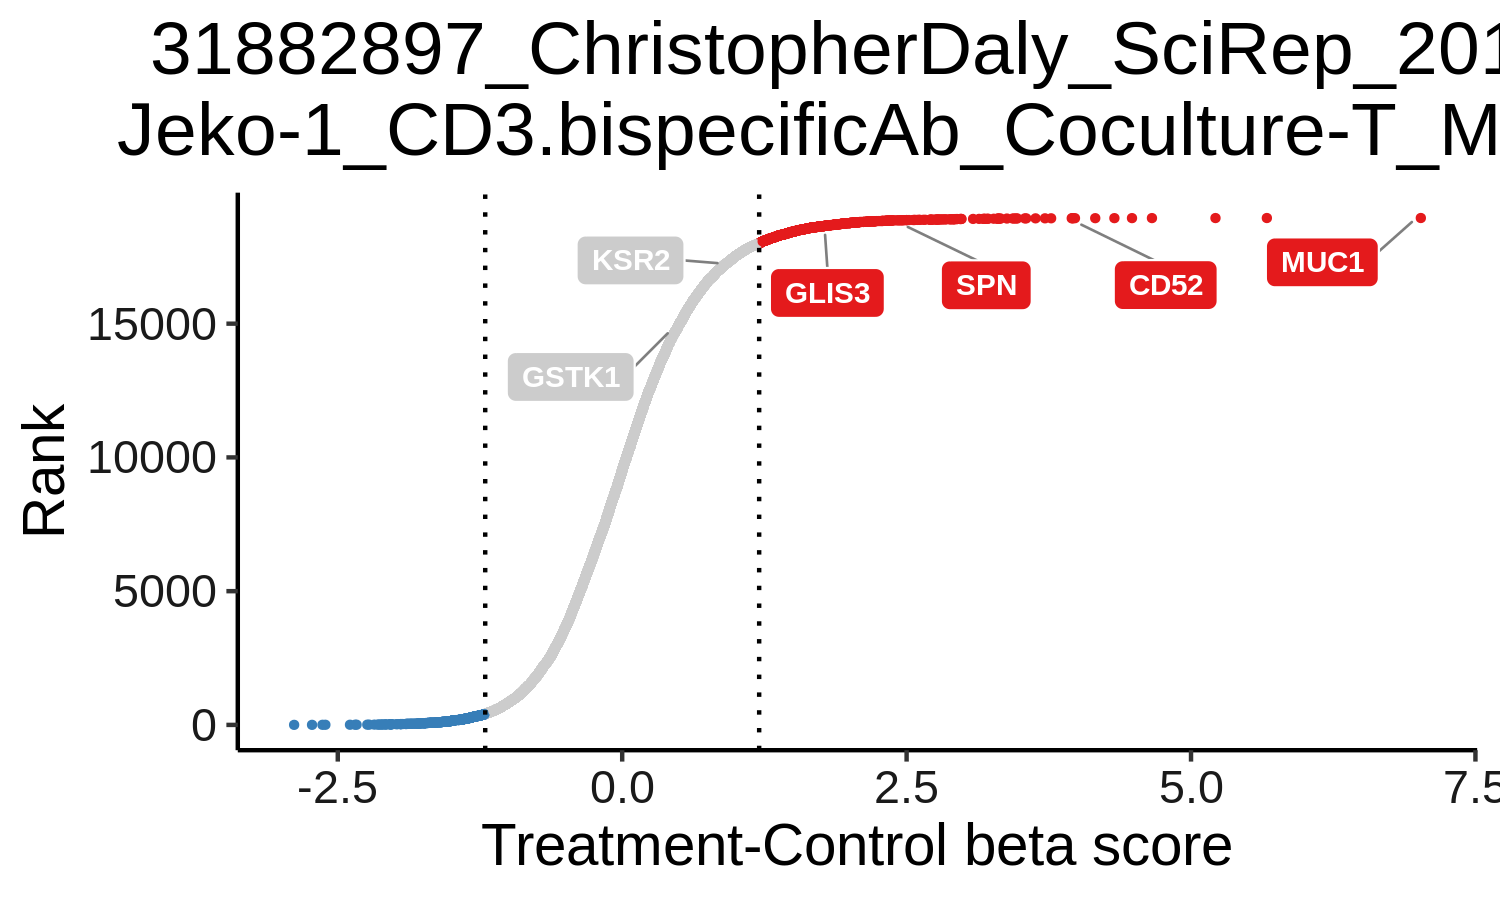 31882897_ChristopherDaly_SciRep_201
Jeko-1_CD3.bispecificAb_Coculture-T_M
KSR2
GLIS3
SPN
CD52
MUC1
GSTK1
15000
10000
5000
0
Rank
-2.5
0.0
2.5
5.0
7.5
Treatment-Control beta score